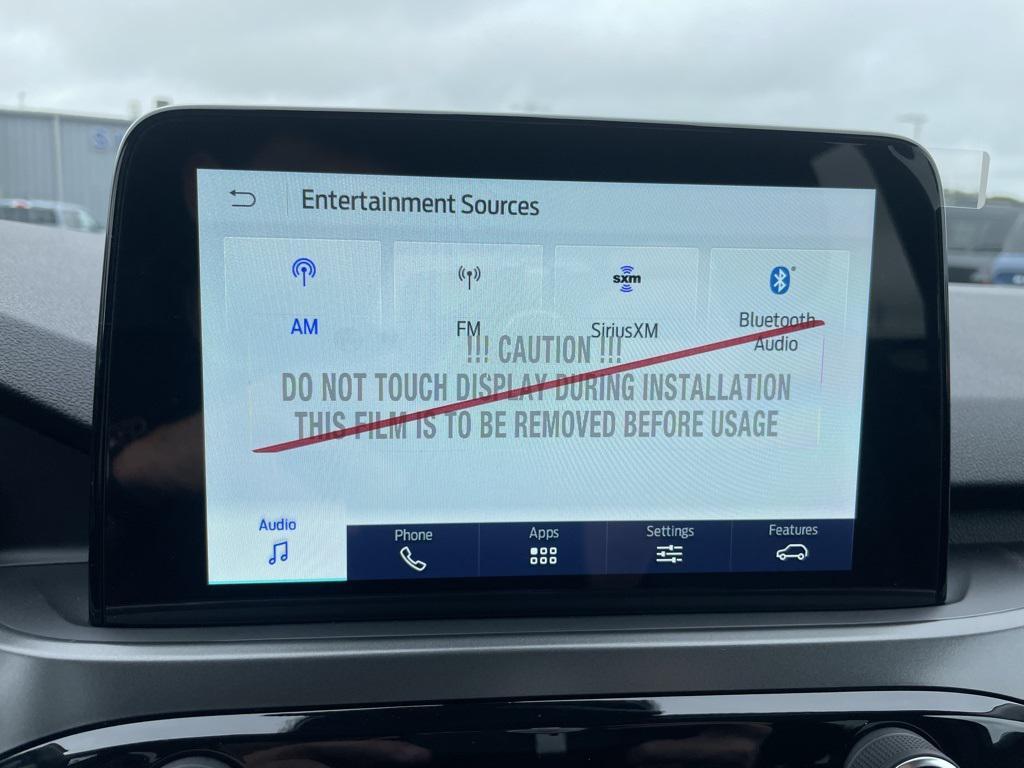 Entertainment Sources
AM
FM
sxm
SiriusXM
Bluetooth
Audio
!!! CAUTION !!!
DO NOT TOUCH DISPLAY DURING INSTALLATION
THIS FILM IS TO BE REMOVED BEFORE USAGE
Audio
Phone
Apps
Settings
Features